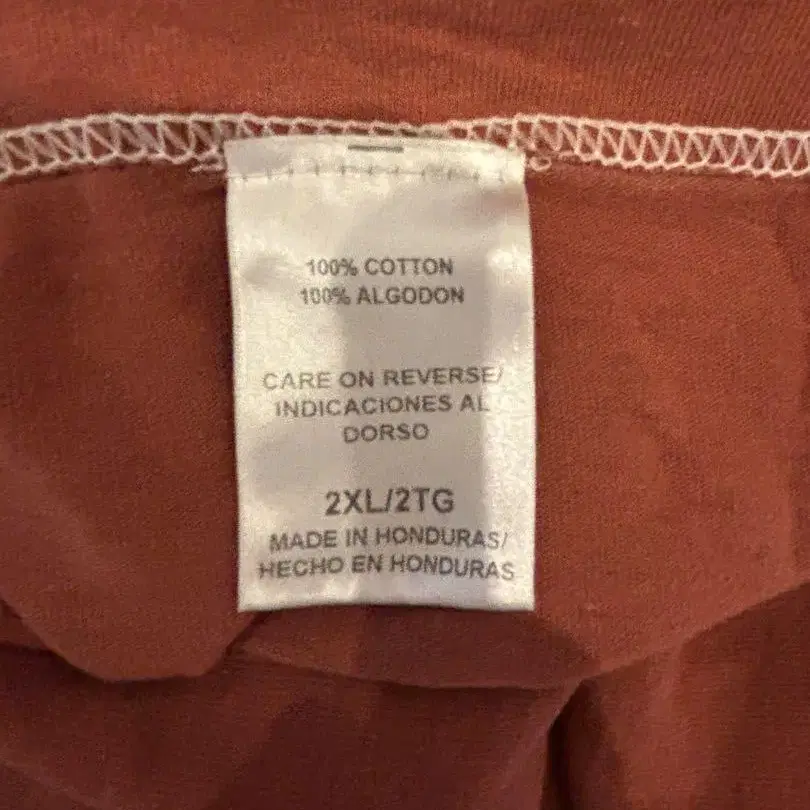 100% COTTON
100% ALGODON
CARE ON REVERSE/
INDICACIONES AL
DORSO
2XL/2TG
MADE IN HONDURAS/
HECHO EN HONDURAS